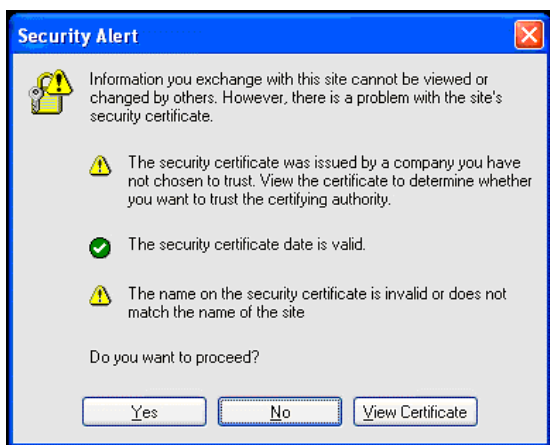 Security Alert
Information you exchange with this site cannot be viewed or
changed by others. However, there is a problem with the site's
security certificate.
The security certificate was issued by a company you have
not chosen to trust. View the certificate to determine whether
you want to trust the certifying authority.
The security certificate date is valid.
The name on the security certificate is invalid or does not
match the name of the site
Do you want to proceed?
Yes No View Certificate